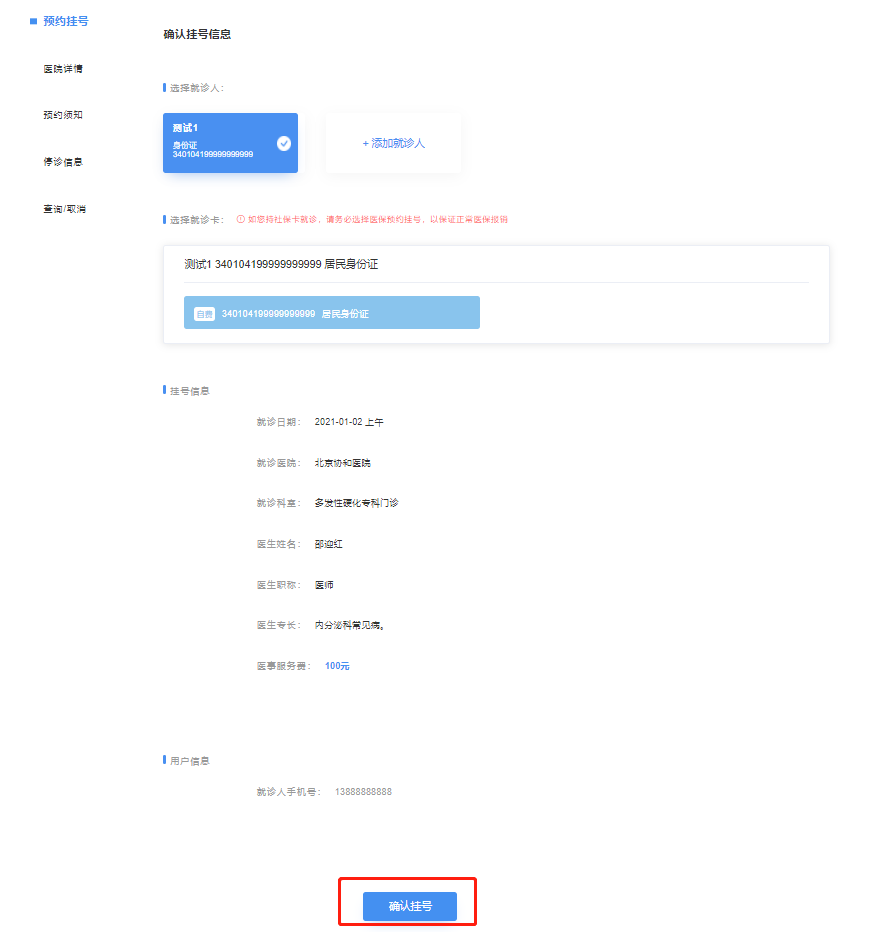 预约挂号
医院详情
预约须知
停诊信息
查询/取消
确认挂号信息
选择就诊人：
测试1
身份证
340104199999999999
+ 添加就诊人
选择就诊卡： 如您持社保卡就诊，请务必选择医保预约挂号，以保证正常医保报销
测试1 340104199999999999 居民身份证
自费 340104199999999999 居民身份证
挂号信息
就诊日期： 2021-01-02 上午
就诊医院： 北京协和医院
就诊科室： 多发性硬化专科门诊
医生姓名： 邵迎红
医生职称： 医师
医生专长： 内分泌科常见病。
医事服务费： 100元
用户信息
就诊人手机号： 13888888888
确认挂号